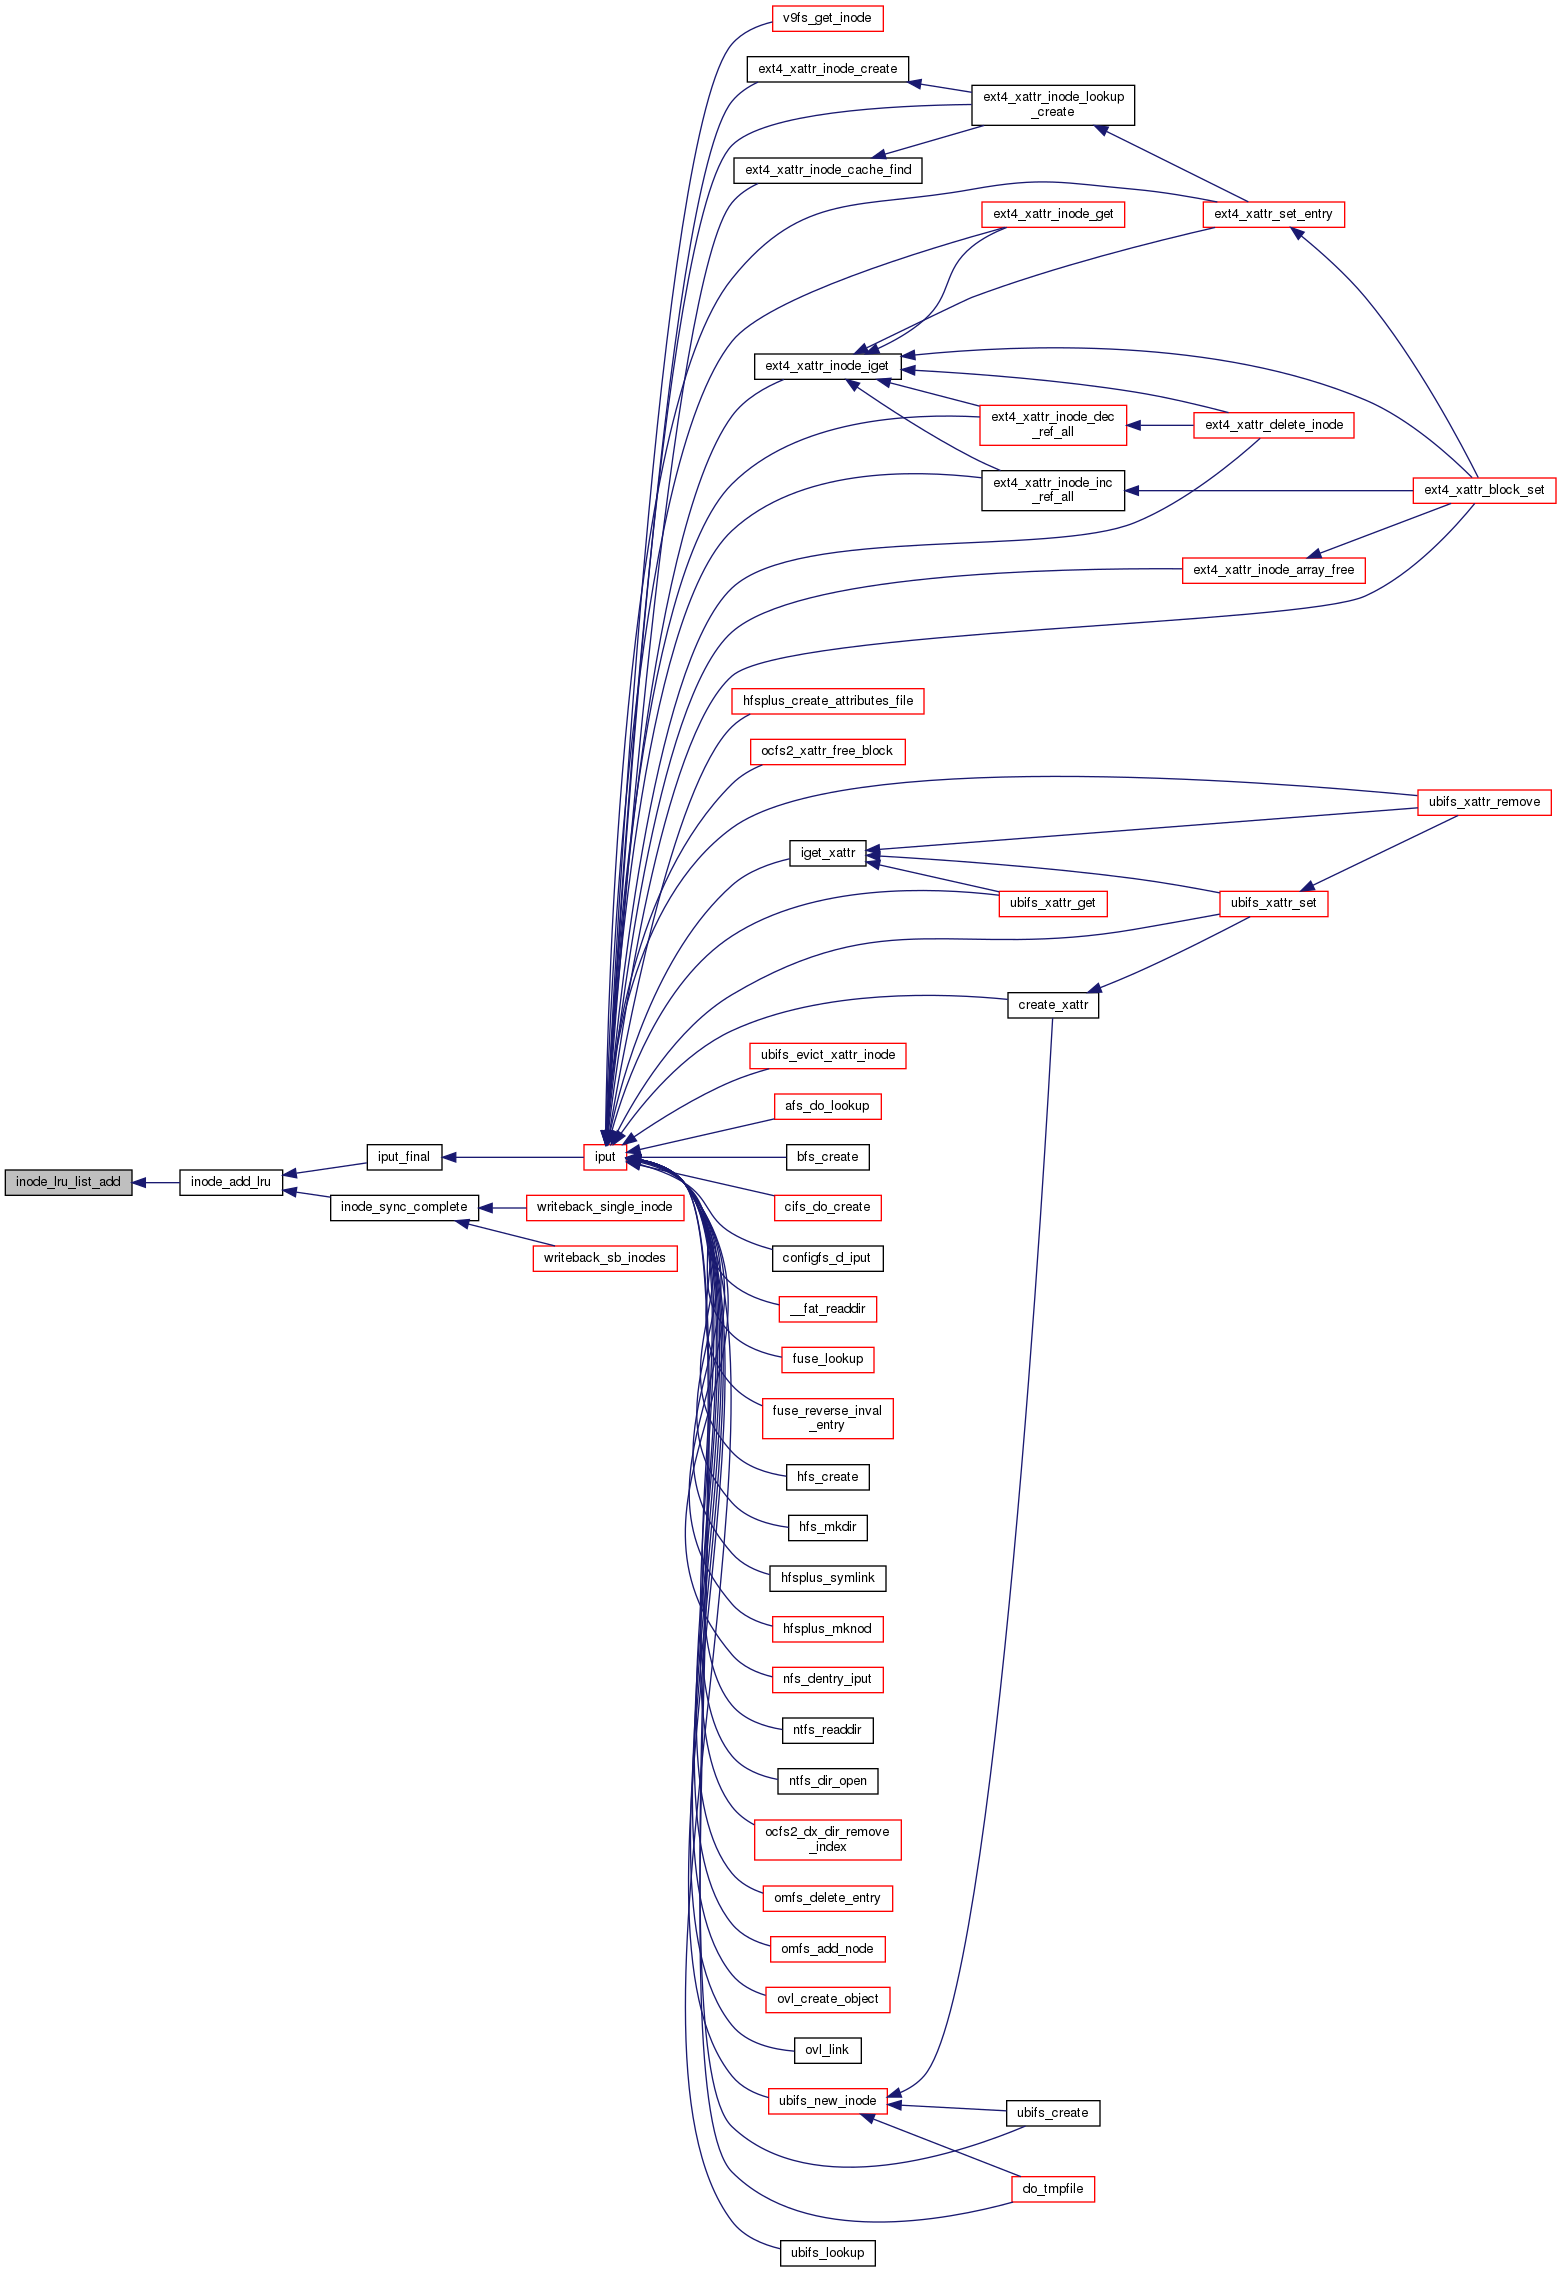 v9fs_get_inode
ext4_xattr_inode_create
ext4_xattr_inode_lookup
_create
ext4_xattr_inode_cache_find
ext4_xattr_inode_get
ext4_xattr_set_entry
ext4_xattr_inode_iget
ext4_xattr_inode_dec
_ref_all
ext4_xattr_delete_inode
ext4_xattr_inode_inc
_ref_all
ext4_xattr_block_set
ext4_xattr_inode_array_free
hfsplus_create_attributes_file
ocfs2_xattr_free_block
ubifs_xattr_remove
iget_xattr
ubifs_xattr_get
ubifs_xattr_set
create_xattr
ubifs_evict_xattr_inode
afs_do_lookup
iput_final
iput
bfs_create
inode_lru_list_add
inode_add_lru
inode_sync_complete
writeback_single_inode
cifs_do_create
writeback_sb_inodes
configfs_d_iput
__fat_readdir
fuse_lookup
fuse_reverse_inval
_entry
hfs_create
hfs_mkdir
hfsplus_symlink
hfsplus_mknod
nfs_dentry_iput
ntfs_readdir
ntfs_dir_open
ocfs2_dx_dir_remove
_index
omfs_delete_entry
omfs_add_node
ovl_create_object
ovl_link
ubifs_new_inode
ubifs_create
do_tmpfile
ubifs_lookup